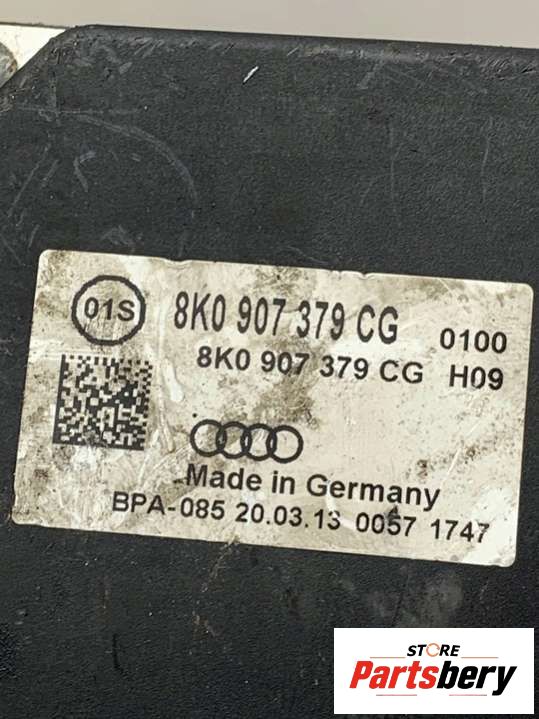 01S
8K0 907 379 CG 0100
8K0 907 379 CG H09
Made in Germany
BPA-085 20.03.13 0057 1747
STORE
Partsbery